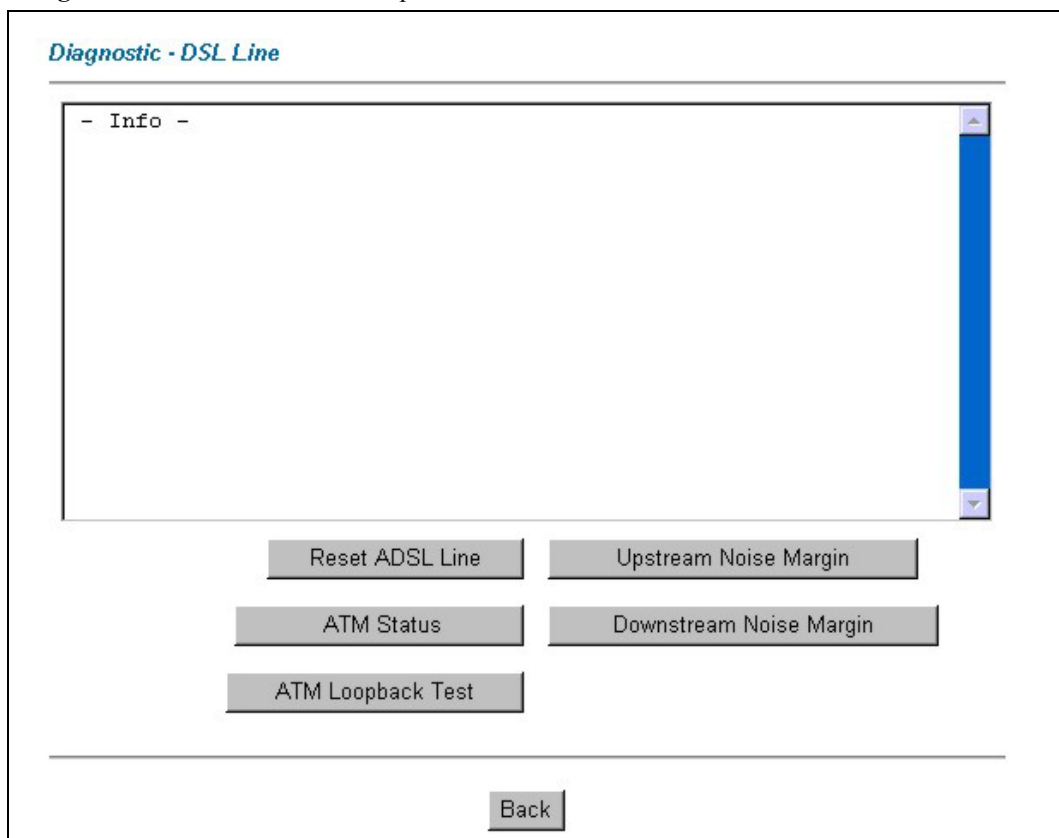 Diagnostic - DSL Line
- Info -
Reset ADSL Line
Upstream Noise Margin
ATM Status
Downstream Noise Margin
ATM Loopback Test
Back